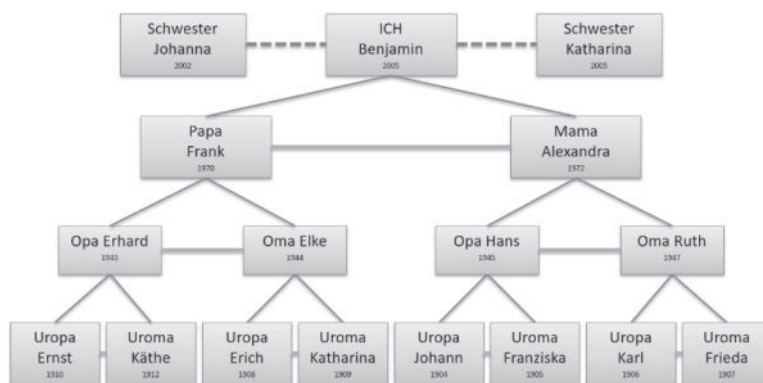 Schwester
Johanna
2002
ICH
Benjamin
2005
Schwester
Katharina
2005
Papa
Frank
1970
Mama
Alexandra
1972
Opa Erhard
1943
Oma Elke
1944
Opa Hans
1945
Oma Ruth
1947
Uropa
Ernst
1910
Uroma
Käthe
1912
Uropa
Erich
1908
Uroma
Katharina
1909
Uropa
Johann
1904
Uroma
Franziska
1905
Uropa
Karl
1906
Uroma
Frieda
1907